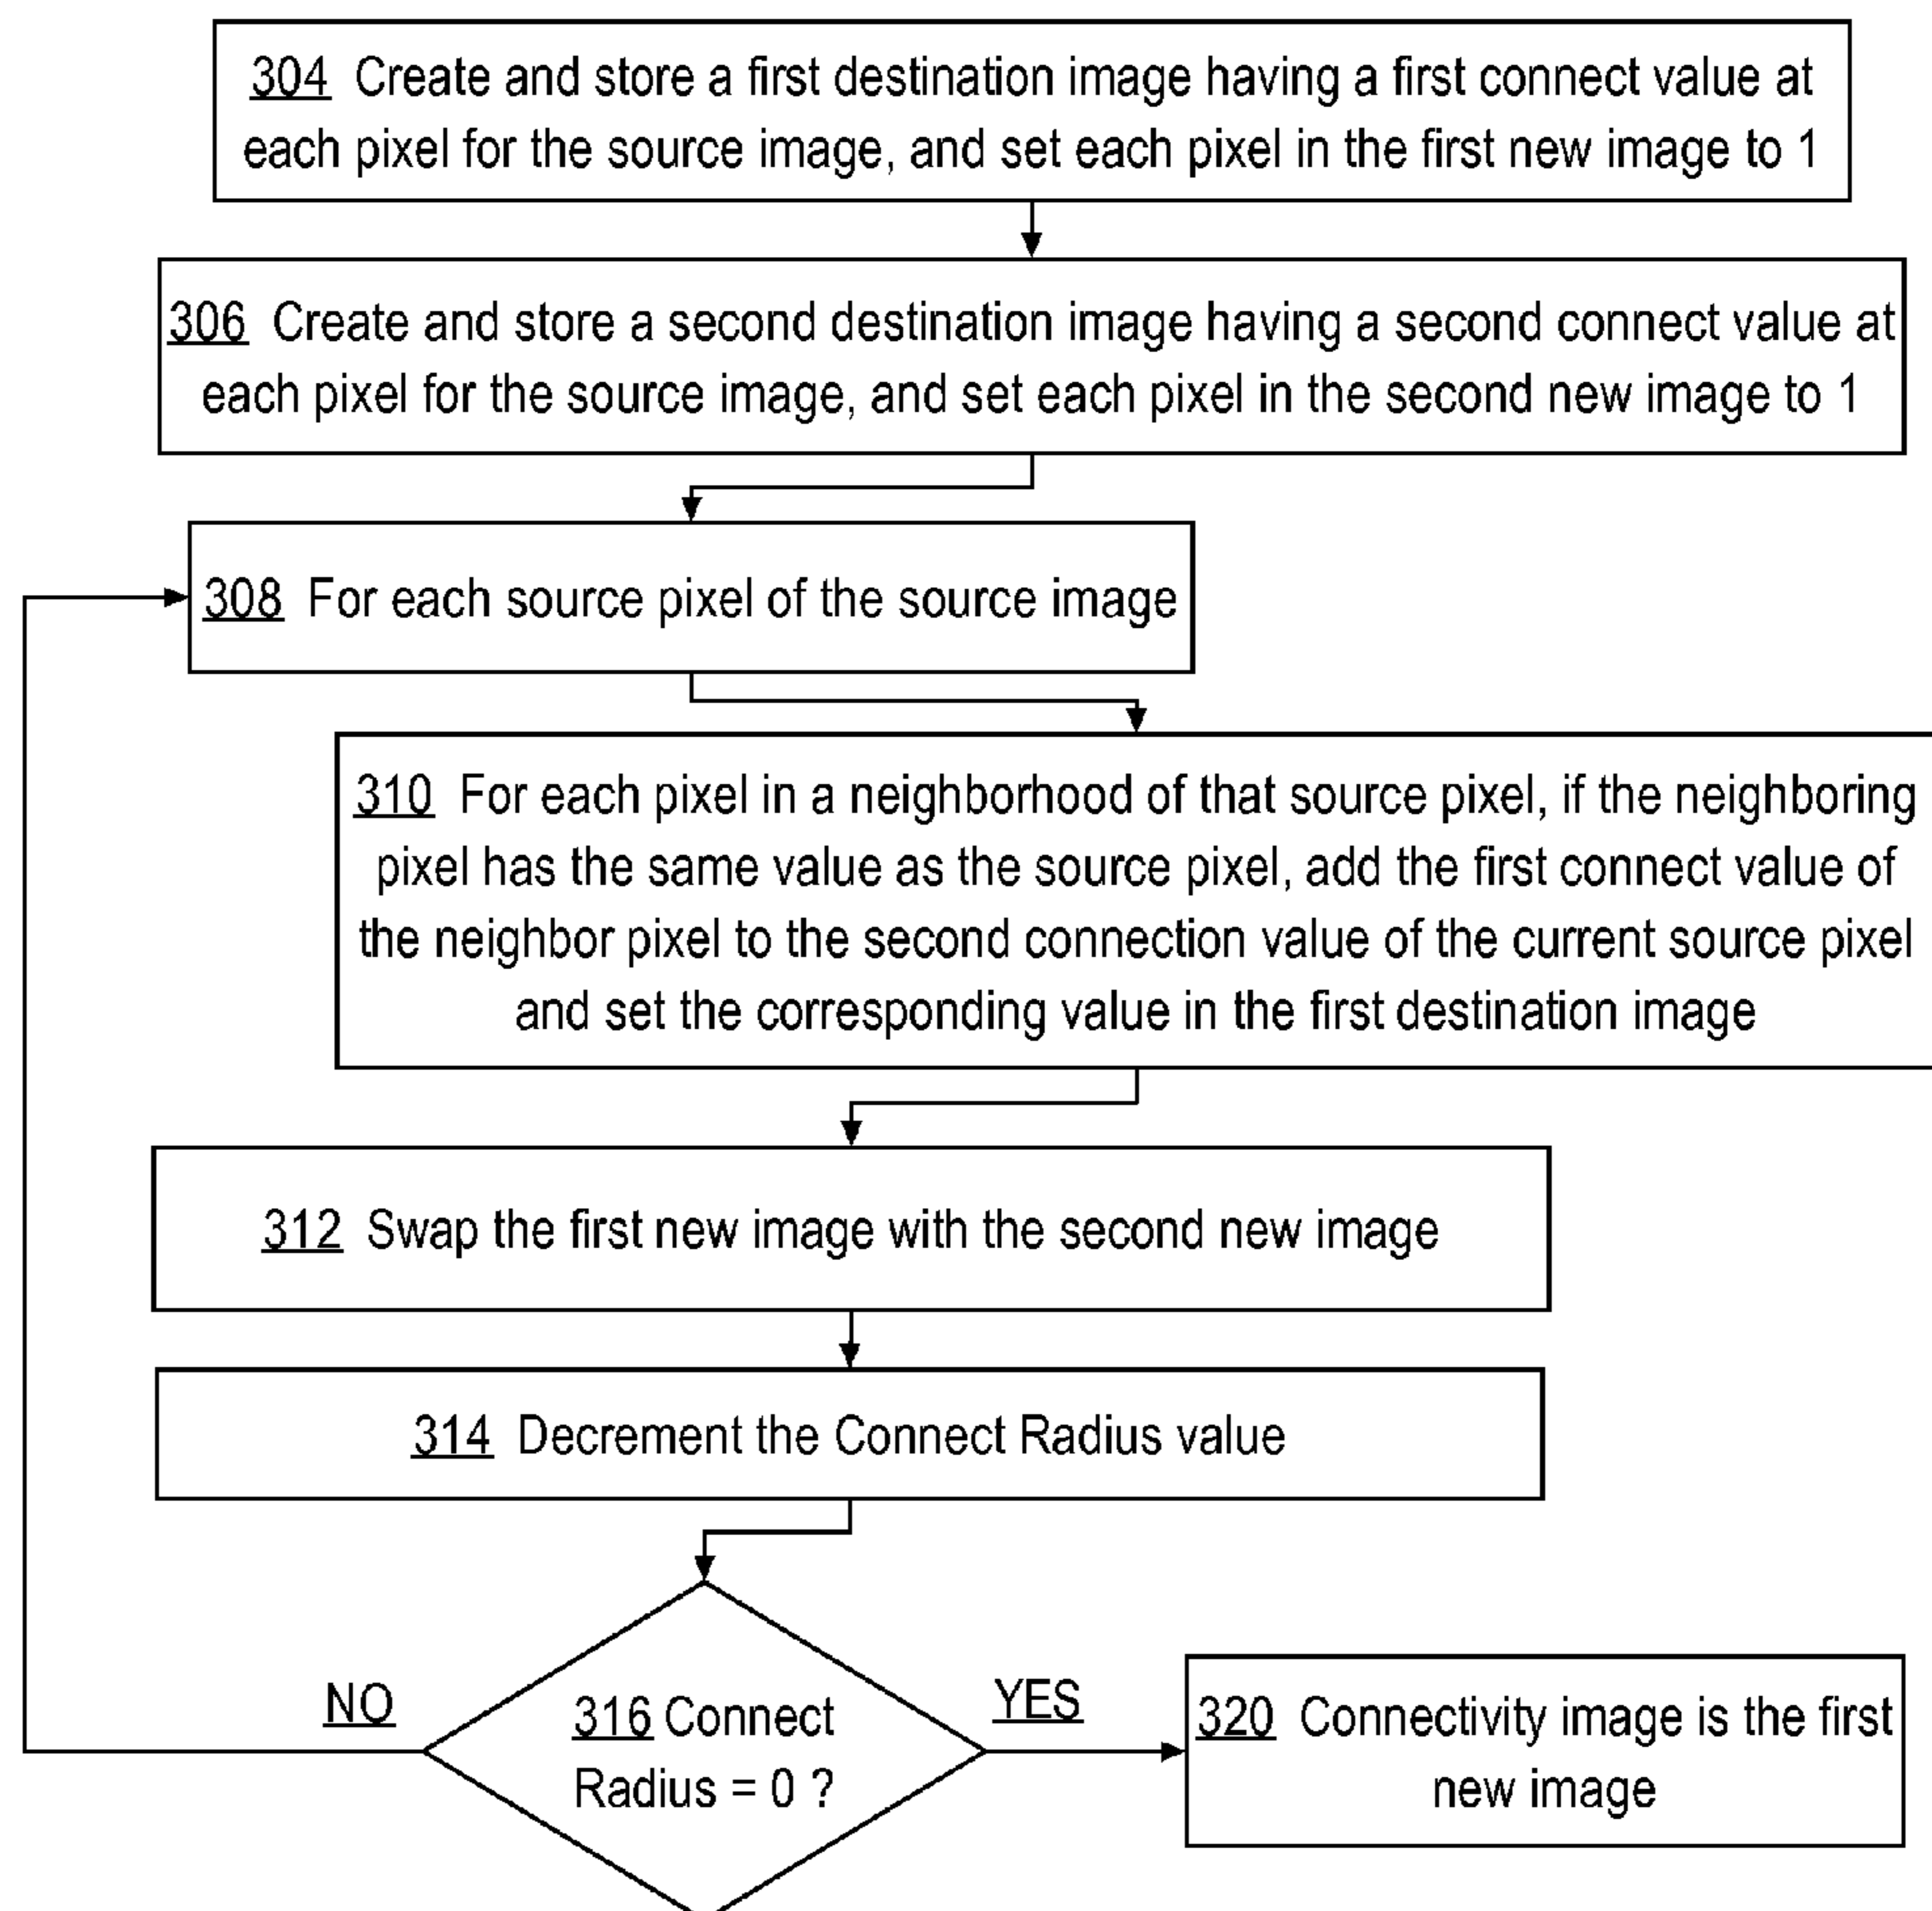 304 Create and store a first destination image having a first connect value at
each pixel for the source image, and set each pixel in the first new image to 1
306 Create and store a second destination image having a second connect value at
each pixel for the source image, and set each pixel in the second new image to 1
308 For each source pixel of the source image
310 For each pixel in a neighborhood of that source pixel, if the neighboring
pixel has the same value as the source pixel, add the first connect value of
the neighbor pixel to the second connection value of the current source pixel
and set the corresponding value in the first destination image
312 Swap the first new image with the second new image
314 Decrement the Connect Radius value
NO
316 Connect
Radius = 0 ?
YES
320 Connectivity image is the first
new image